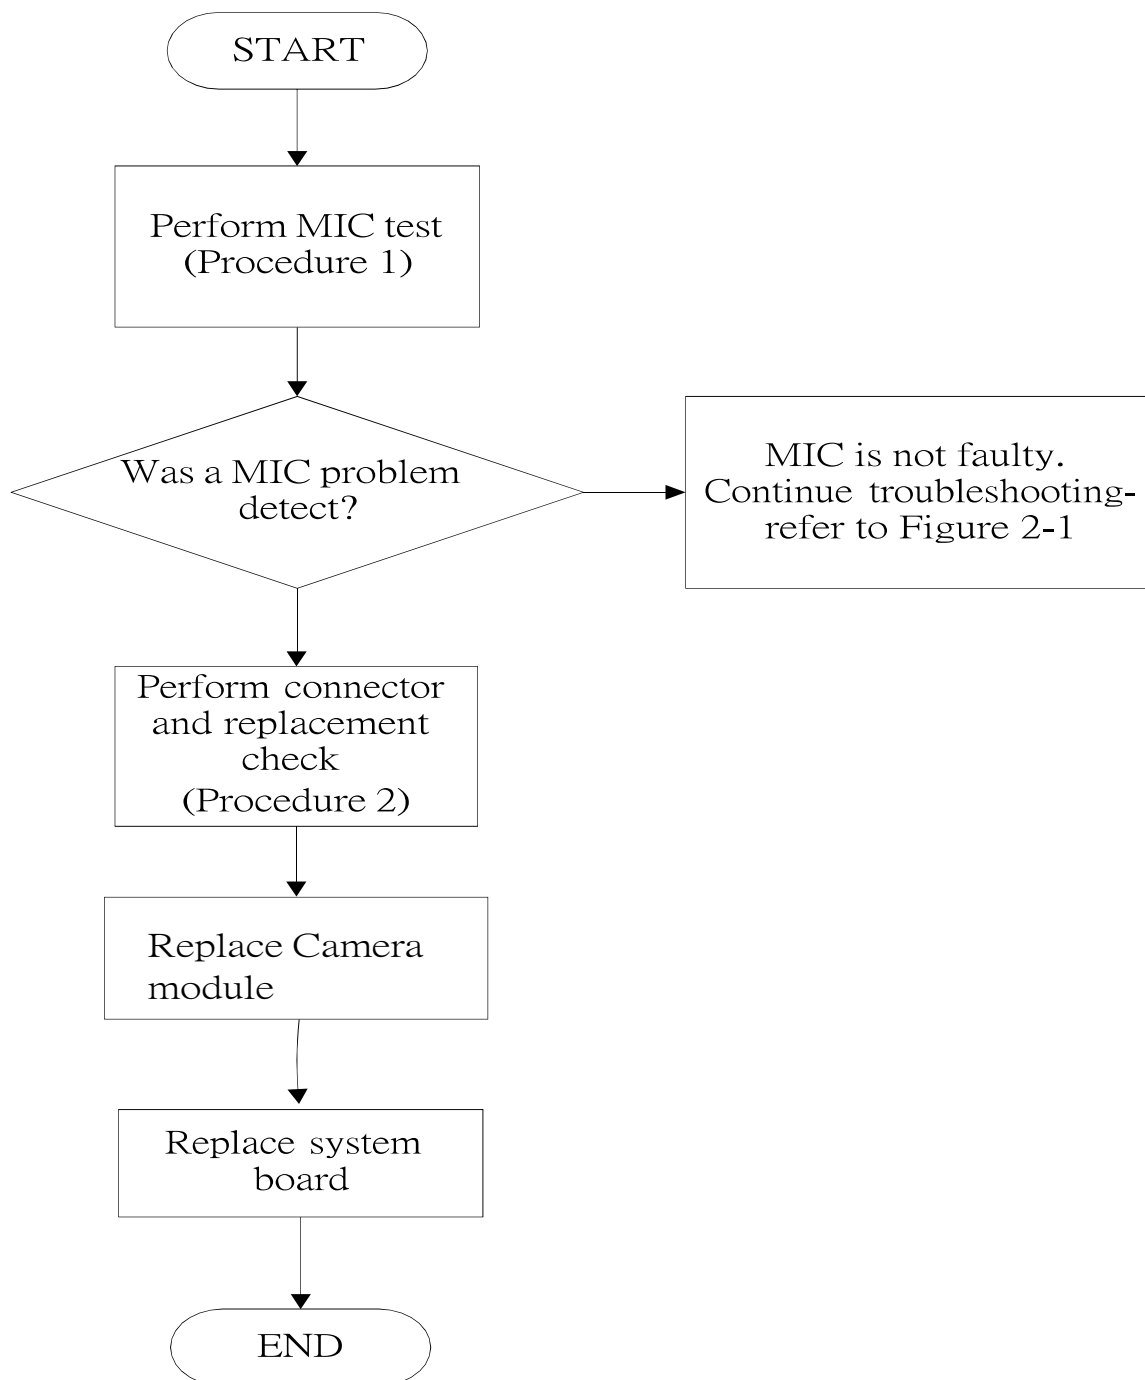 START
Perform MIC test
(Procedure 1)
Was a MIC problem
detect?
MIC is not faulty.
Continue troubleshooting-
refer to Figure 2-1
Perform connector
and replacement
check
(Procedure 2)
Replace Camera
module
Replace system
board
END